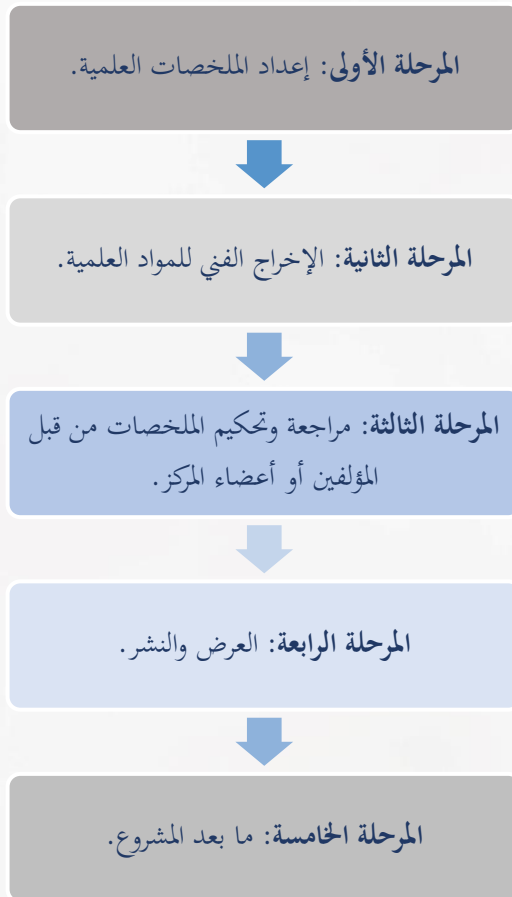 المرحلة الأولى: إعداد الملخصات العلمية.
المرحلة الثانية: الإخراج الفني للمواد العلمية.
المرحلة الثالثة: مراجعة وتحكيم الملخصات من قبل
المؤلفين أو أعضاء المركز.
المرحلة الرابعة: العرض والنشر.
المرحلة الخامسة: ما بعد المشروع.